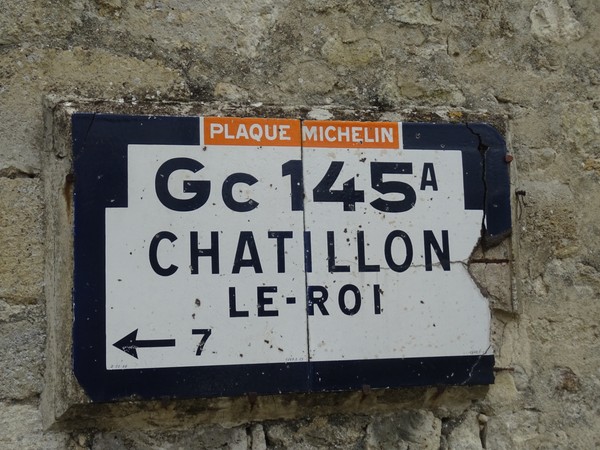 PLAQUE MICHELIN
Gc 145A
CHATILLON
LE-ROI
← 7